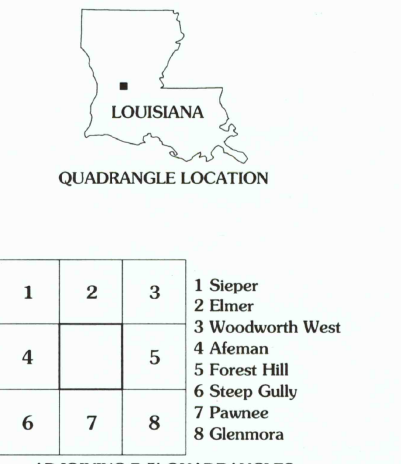 LOUISIANA
QUADRANGLE LOCATION
1 2 3
4 5
6 7 8
1 Sieper
2 Elmer
3 Woodworth West
4 Afeman
5 Forest Hill
6 Steep Gully
7 Pawnee
8 Glenmora